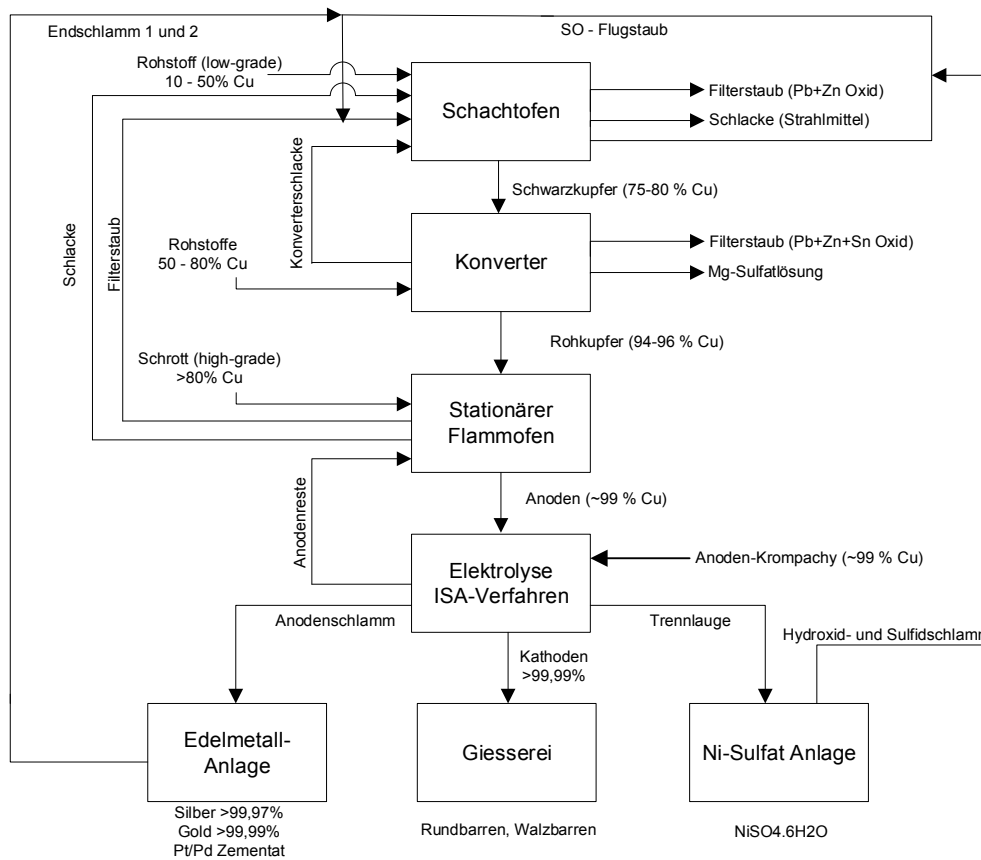 Endschlamm 1 und 2
SO - Flugstaub
Rohstoff (low-grade)
10 - 50% Cu
Schachtofen
Filterstaub (Pb+Zn Oxid)
Schlacke (Strahlmittel)
Schlacke
Filterstaub
Konverterschlacke
Schwarzkupfer (75-80 % Cu)
Rohstoffe
50 - 80% Cu
Konverter
Filterstaub (Pb+Zn+Sn Oxid)
Mg-Sulfatlösung
Rohkupfer (94-96 % Cu)
Schrott (high-grade)
>80% Cu
Stationärer
Flammofen
Anodenreste
Anoden (~99 % Cu)
Elektrolyse
ISA-Verfahren
Anoden-Krompachy (~99 % Cu)
Anodenschlamm
Trennlauge
Hydroxid- und Sulfidschlamm
Kathoden
>99,99%
Edelmetall-
Anlage
Giesserei
Ni-Sulfat Anlage
Silber >99,97%
Gold >99,99%
Pt/Pd Zementat
Rundbarren, Walzbarren
NiSO4.6H2O